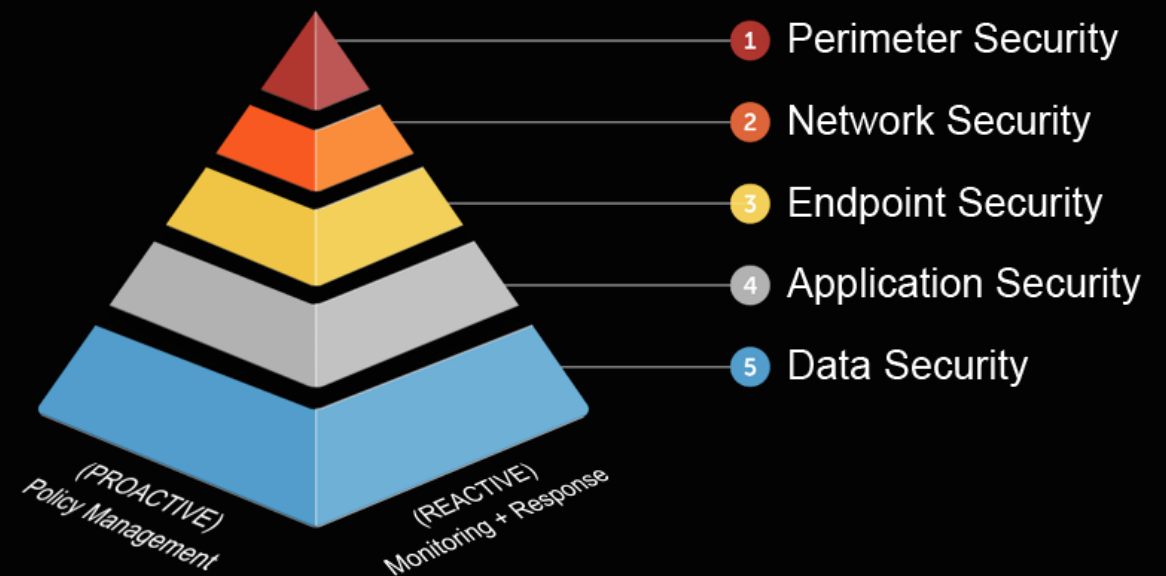 1 Perimeter Security
2 Network Security
3 Endpoint Security
4 Application Security
5 Data Security
(PROACTIVE)
Policy Management
(REACTIVE)
Monitoring + Response